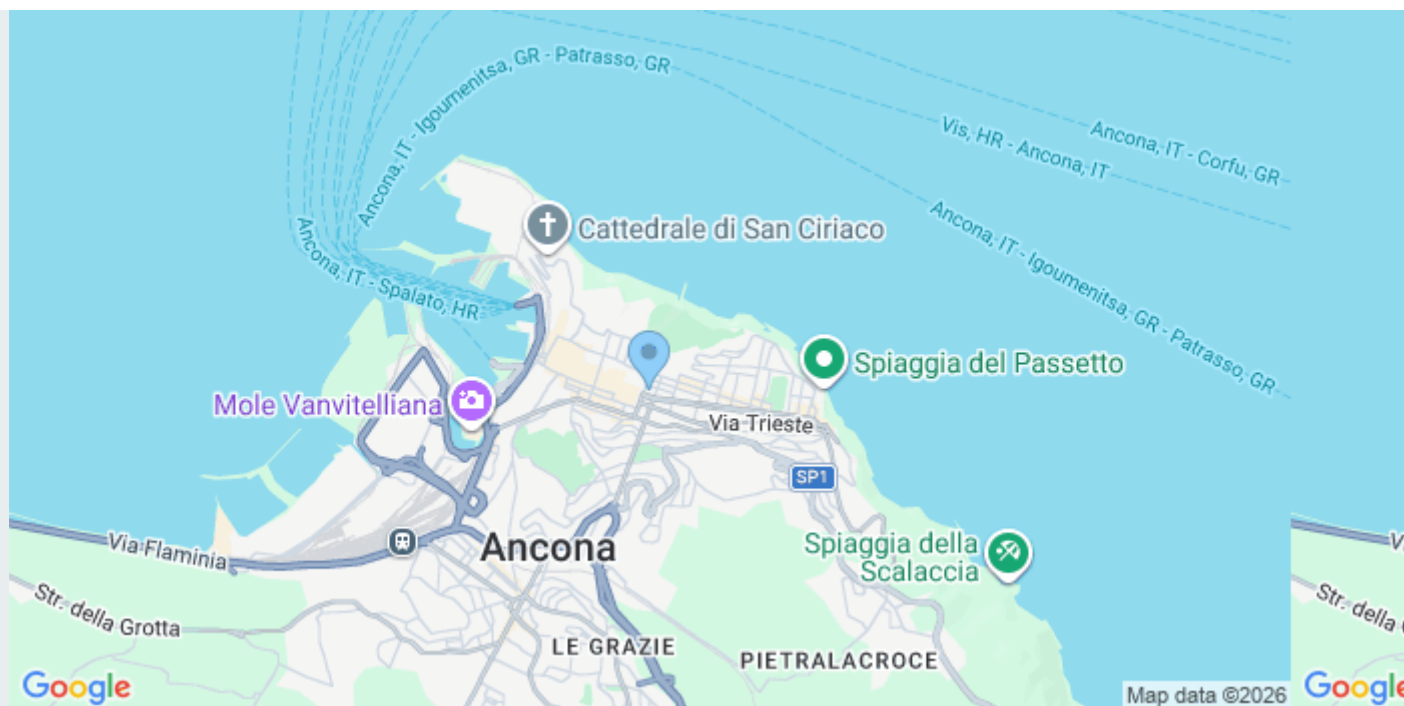 Ancona, IT - Igoumenitsa, GR - Patrasso, GR
Ancona, IT - Corfu, GR
Vis, HR - Ancona, IT
Ancona, IT - Igoumenitsa, GR - Patrasso, GR
Ancona, IT - Spalato, HR
Cattedrale di San Ciriaco
Spiaggia del Passetto
Mole Vanvitelliana
Via Trieste
SP1
Via Flaminia
Ancona
Spiaggia della
Scalaccia
Str. della Grotta
Str. della
LE GRAZIE
PIETRALACROCE
Google
Map data ©2026
Google